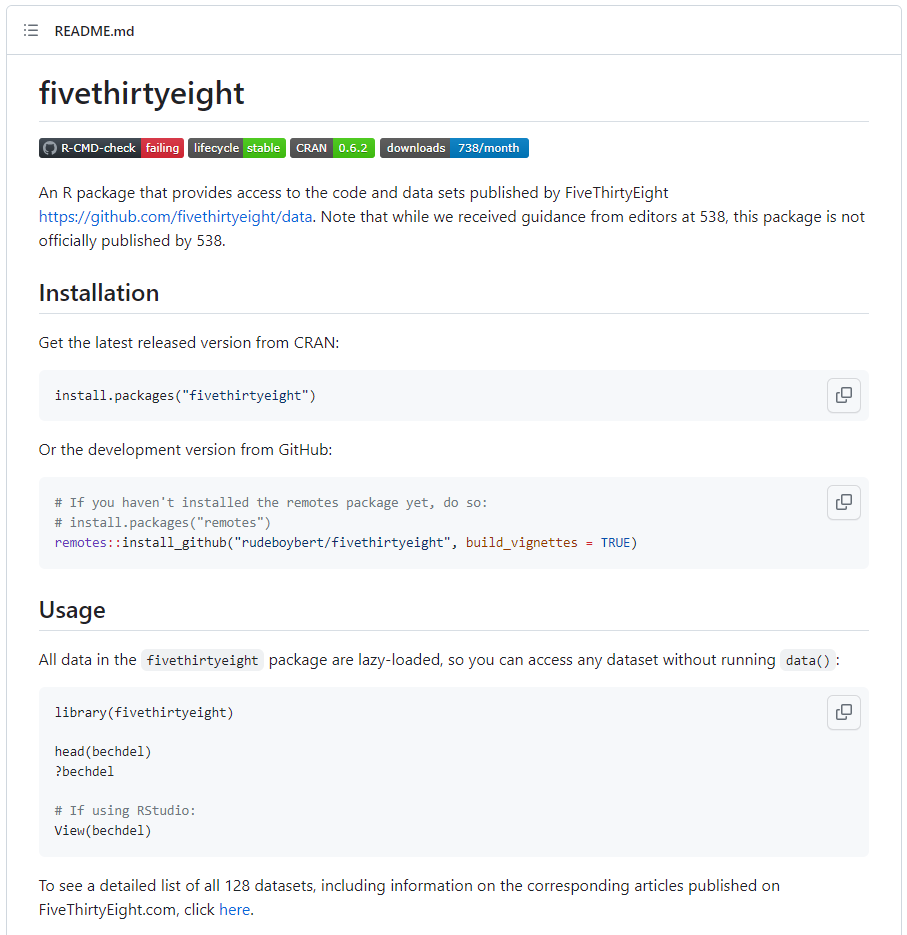 README.md
fivethirtyeight
R-CMD-check failing lifecycle stable CRAN 0.6.2 downloads 738/month
An R package that provides access to the code and data sets published by FiveThirtyEight
https://github.com/fivethirtyeight/data. Note that while we received guidance from editors at 538, this package is not
officially published by 538.
Installation
Get the latest released version from CRAN:
install.packages("fivethirtyeight")
Or the development version from GitHub:
# If you haven't installed the remotes package yet, do so:
# install.packages("remotes")
remotes::install_github("rudeboybert/fivethirtyeight", build_vignettes = TRUE)
Usage
All data in the fivethirtyeight package are lazy-loaded, so you can access any dataset without running data() :
library(fivethirtyeight)
head(bechdel)
?bechdel
# If using RStudio:
View(bechdel)
To see a detailed list of all 128 datasets, including information on the corresponding articles published on
FiveThirtyEight.com, click here.